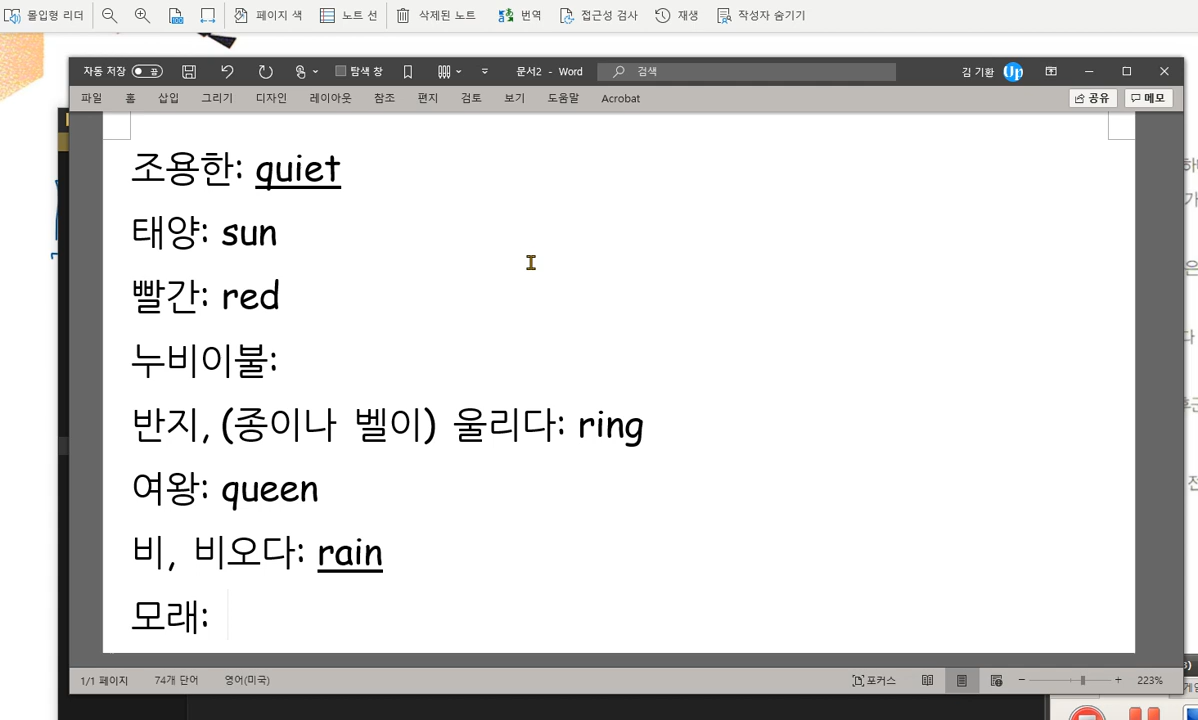 몰입형 리더 페이지 색 노트 선 삭제된 노트 번역 접근성 검사 재생 작성자 숨기기
자동 저장 끔 탐색 창 문서2 - Word 검색 김 기환 Up
파일 홈 삽입 그리기 디자인 레이아웃 참조 편지 검토 보기 도움말 Acrobat 공유 메모
조용한: quiet
태양: sun
빨간: red
누비이불:
반지, (종이나 벨이) 울리다: ring
여왕: queen
비, 비오다: rain
모래:
1/1 페이지 74개 단어 영어(미국) 포커스 223%